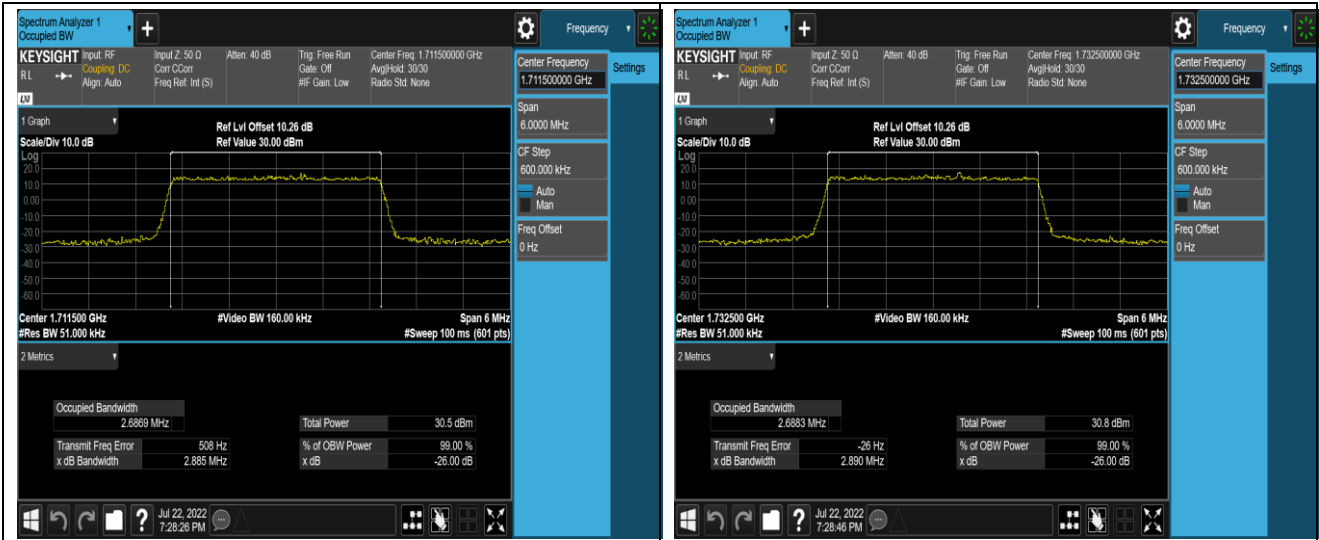 Spectrum Analyzer 1
Occupied BW
+
Frequency
KEYSIGHT
RL
LXI
Input: RF
Coupling: DC
Align: Auto
Input Z: 50 Ω
Corr CCorr
Freq Ref: Int (S)
Atten: 40 dB
Trig: Free Run
Gate: Off
#IF Gain: Low
Center Freq: 1.711500000 GHz
Avg|Hold: 30/30
Radio Std: None
Center Frequency
1.711500000 GHz
Settings
Span
6.0000 MHz
CF Step
600.000 kHz
Auto
Man
Freq Offset
0 Hz
1 Graph
Ref Lvl Offset 10.26 dB
Scale/Div 10.0 dB
Ref Value 30.00 dBm
Log
20.0
10.0
0.00
-10.0
-20.0
-30.0
-40.0
-50.0
-60.0
Center 1.711500 GHz
#Video BW 160.00 kHz
Span 6 MHz
#Res BW 51.000 kHz
#Sweep 100 ms (601 pts)
2 Metrics
Occupied Bandwidth
2.6869 MHz
Total Power 30.5 dBm
Transmit Freq Error 508 Hz
% of OBW Power 99.00 %
x dB Bandwidth 2.885 MHz
x dB -26.00 dB
?
Jul 22, 2022
7:28:26 PM
Spectrum Analyzer 1
Occupied BW
+
Frequency
KEYSIGHT
RL
LXI
Input: RF
Coupling: DC
Align: Auto
Input Z: 50 Ω
Corr CCorr
Freq Ref: Int (S)
Atten: 40 dB
Trig: Free Run
Gate: Off
#IF Gain: Low
Center Freq: 1.732500000 GHz
Avg|Hold: 30/30
Radio Std: None
Center Frequency
1.732500000 GHz
Settings
Span
6.0000 MHz
CF Step
600.000 kHz
Auto
Man
Freq Offset
0 Hz
1 Graph
Ref Lvl Offset 10.26 dB
Scale/Div 10.0 dB
Ref Value 30.00 dBm
Log
20.0
10.0
0.00
-10.0
-20.0
-30.0
-40.0
-50.0
-60.0
Center 1.732500 GHz
#Video BW 160.00 kHz
Span 6 MHz
#Res BW 51.000 kHz
#Sweep 100 ms (601 pts)
2 Metrics
Occupied Bandwidth
2.6883 MHz
Total Power 30.8 dBm
Transmit Freq Error -26 Hz
% of OBW Power 99.00 %
x dB Bandwidth 2.890 MHz
x dB -26.00 dB
?
Jul 22, 2022
7:28:46 PM